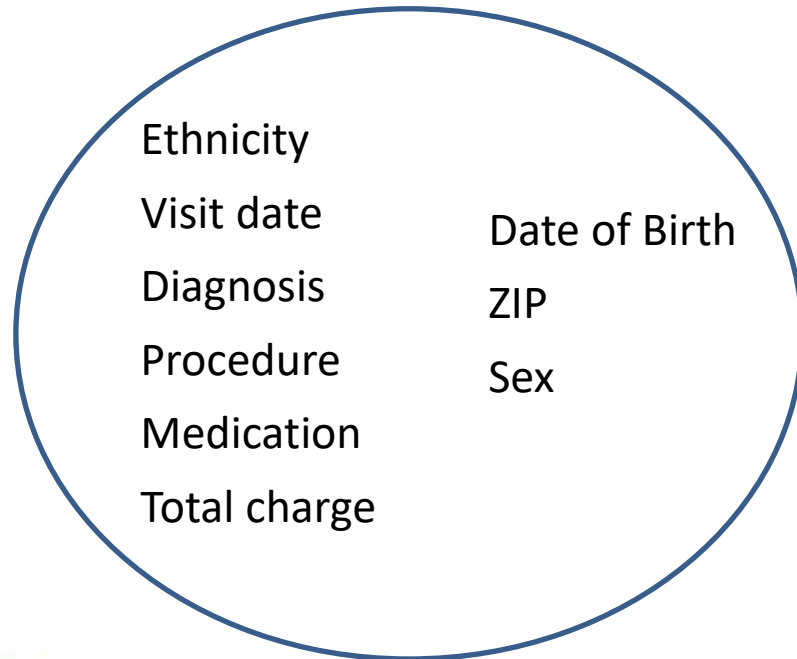 Ethnicity
Visit date
Diagnosis
Procedure
Medication
Total charge
Date of Birth
ZIP
Sex